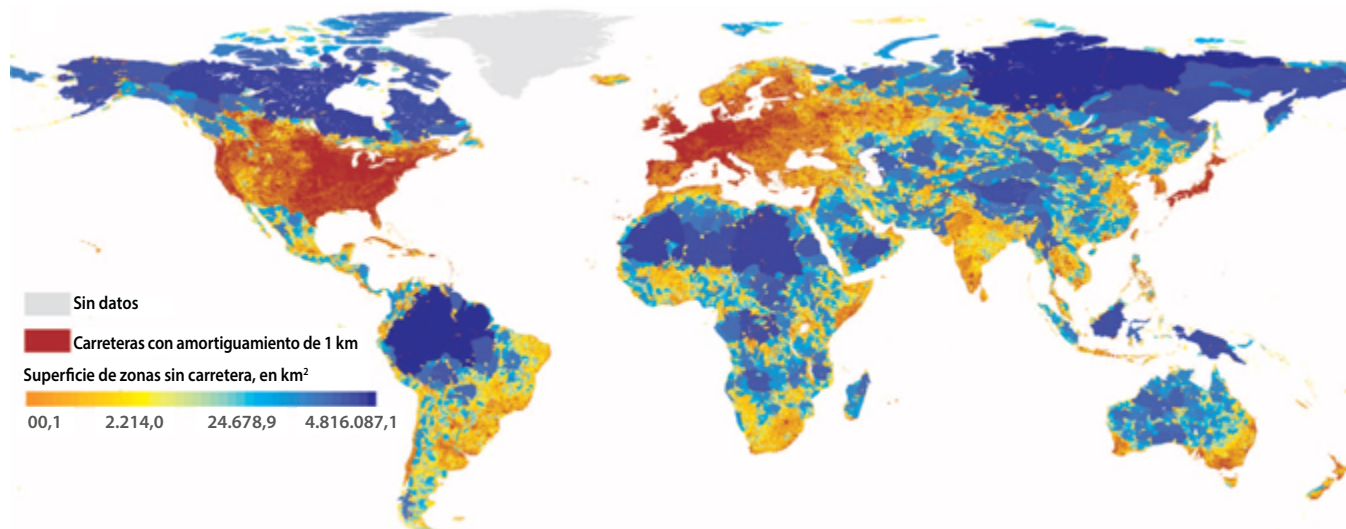 Sin datos
Carreteras con amortiguamiento de 1 km
Superficie de zonas sin carretera, en km²
00,1 2.214,0 24.678,9 4.816.087,1